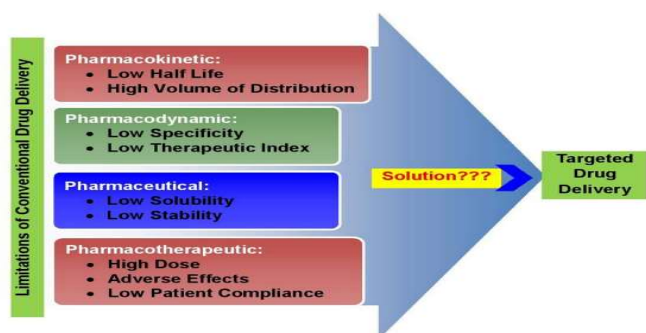 Limitations of Conventional Drug Delivery
Pharmacokinetic:
• Low Half Life
• High Volume of Distribution
Pharmacodynamic:
• Low Specificity
• Low Therapeutic Index
Pharmaceutical:
• Low Solubility
• Low Stability
Pharmacotherapeutic:
• High Dose
• Adverse Effects
• Low Patient Compliance
Solution???
Targeted
Drug
Delivery